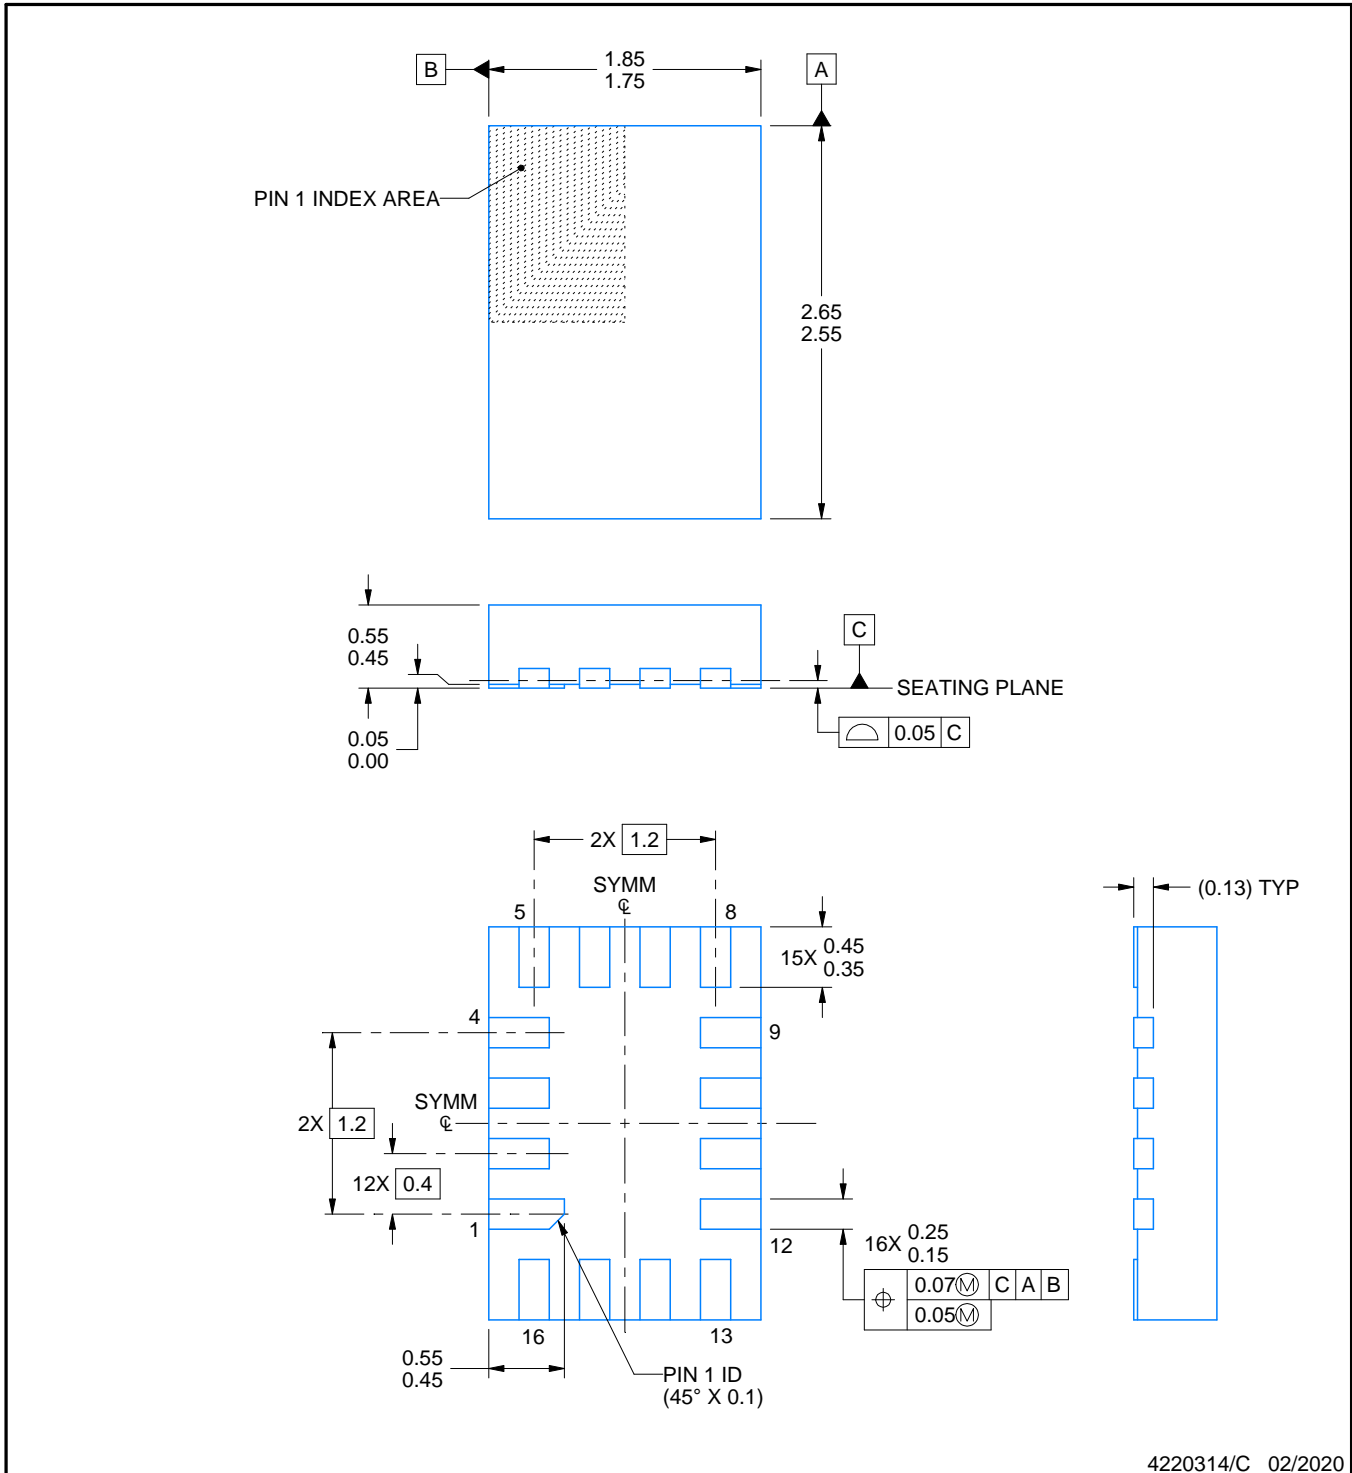 B
1.85
1.75
A
PIN 1 INDEX AREA
2.65
2.55
0.55
0.45
C
SEATING PLANE
0.05 C
0.05
0.00
2X 1.2
SYMM
℄
5
8
(0.13) TYP
15X 0.45
0.35
4
9
SYMM
℄
2X 1.2
12X 0.4
1
12
16X 0.25
0.15
⌖ 0.07Ⓜ C A B
0.05Ⓜ
16
13
0.55
0.45
PIN 1 ID
(45° X 0.1)
4220314/C 02/2020